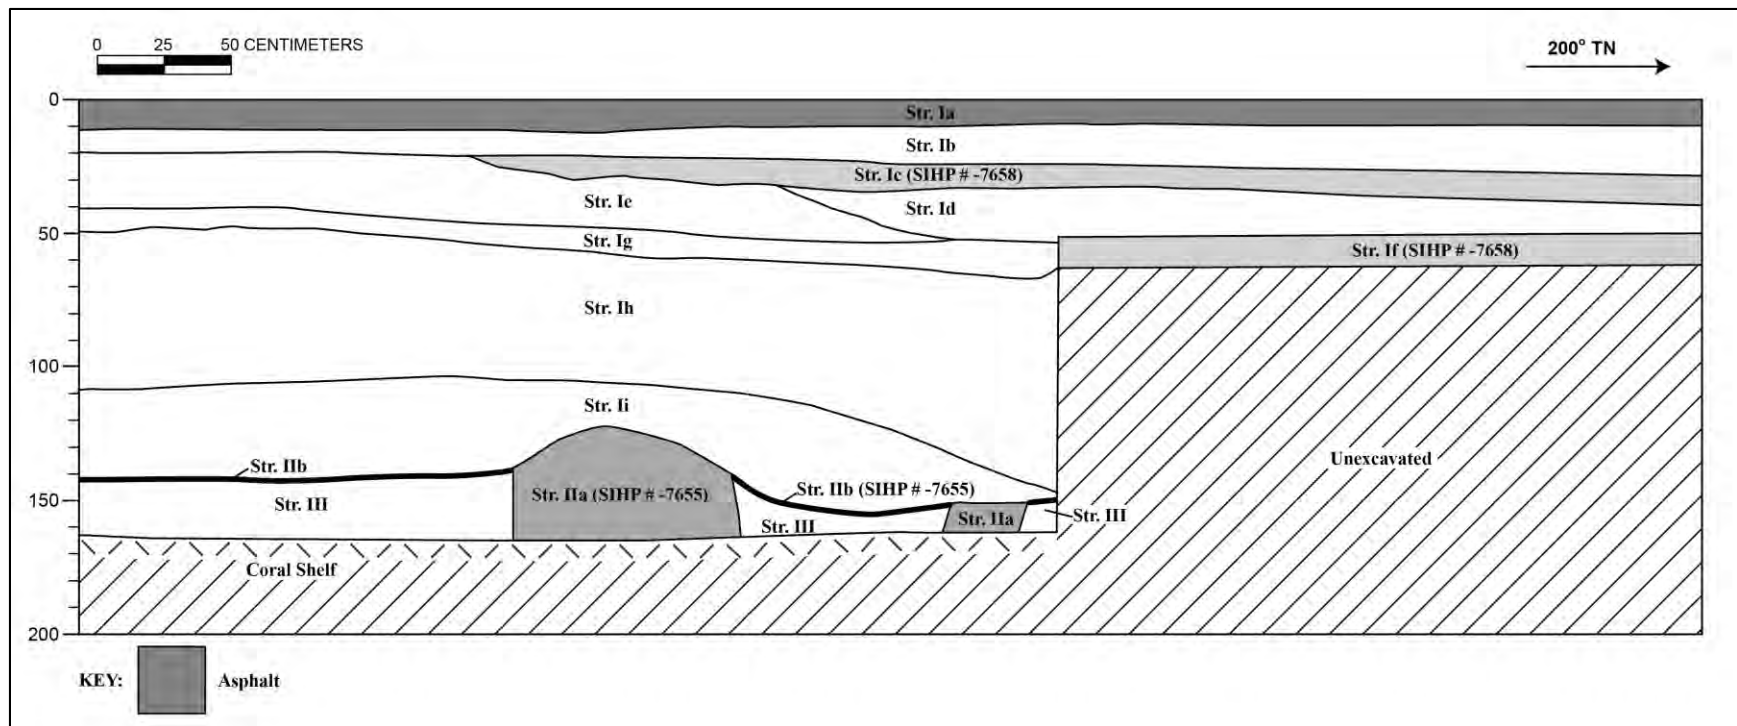 0 25 50 CENTIMETERS
200° TN
0
Str. Ia
Str. Ib
Str. Ic (SIHP # -7658)
Str. Ie
Str. Id
50
Str. Ig
Str. If (SIHP # -7658)
Str. Ih
100
Str. Ii
Unexcavated
Str. IIb
Str. IIa (SIHP # -7655)
Str. IIb (SIHP # -7655)
150
Str. III
Str. III
Str. IIa
Str. III
Coral Shelf
200
KEY: Asphalt